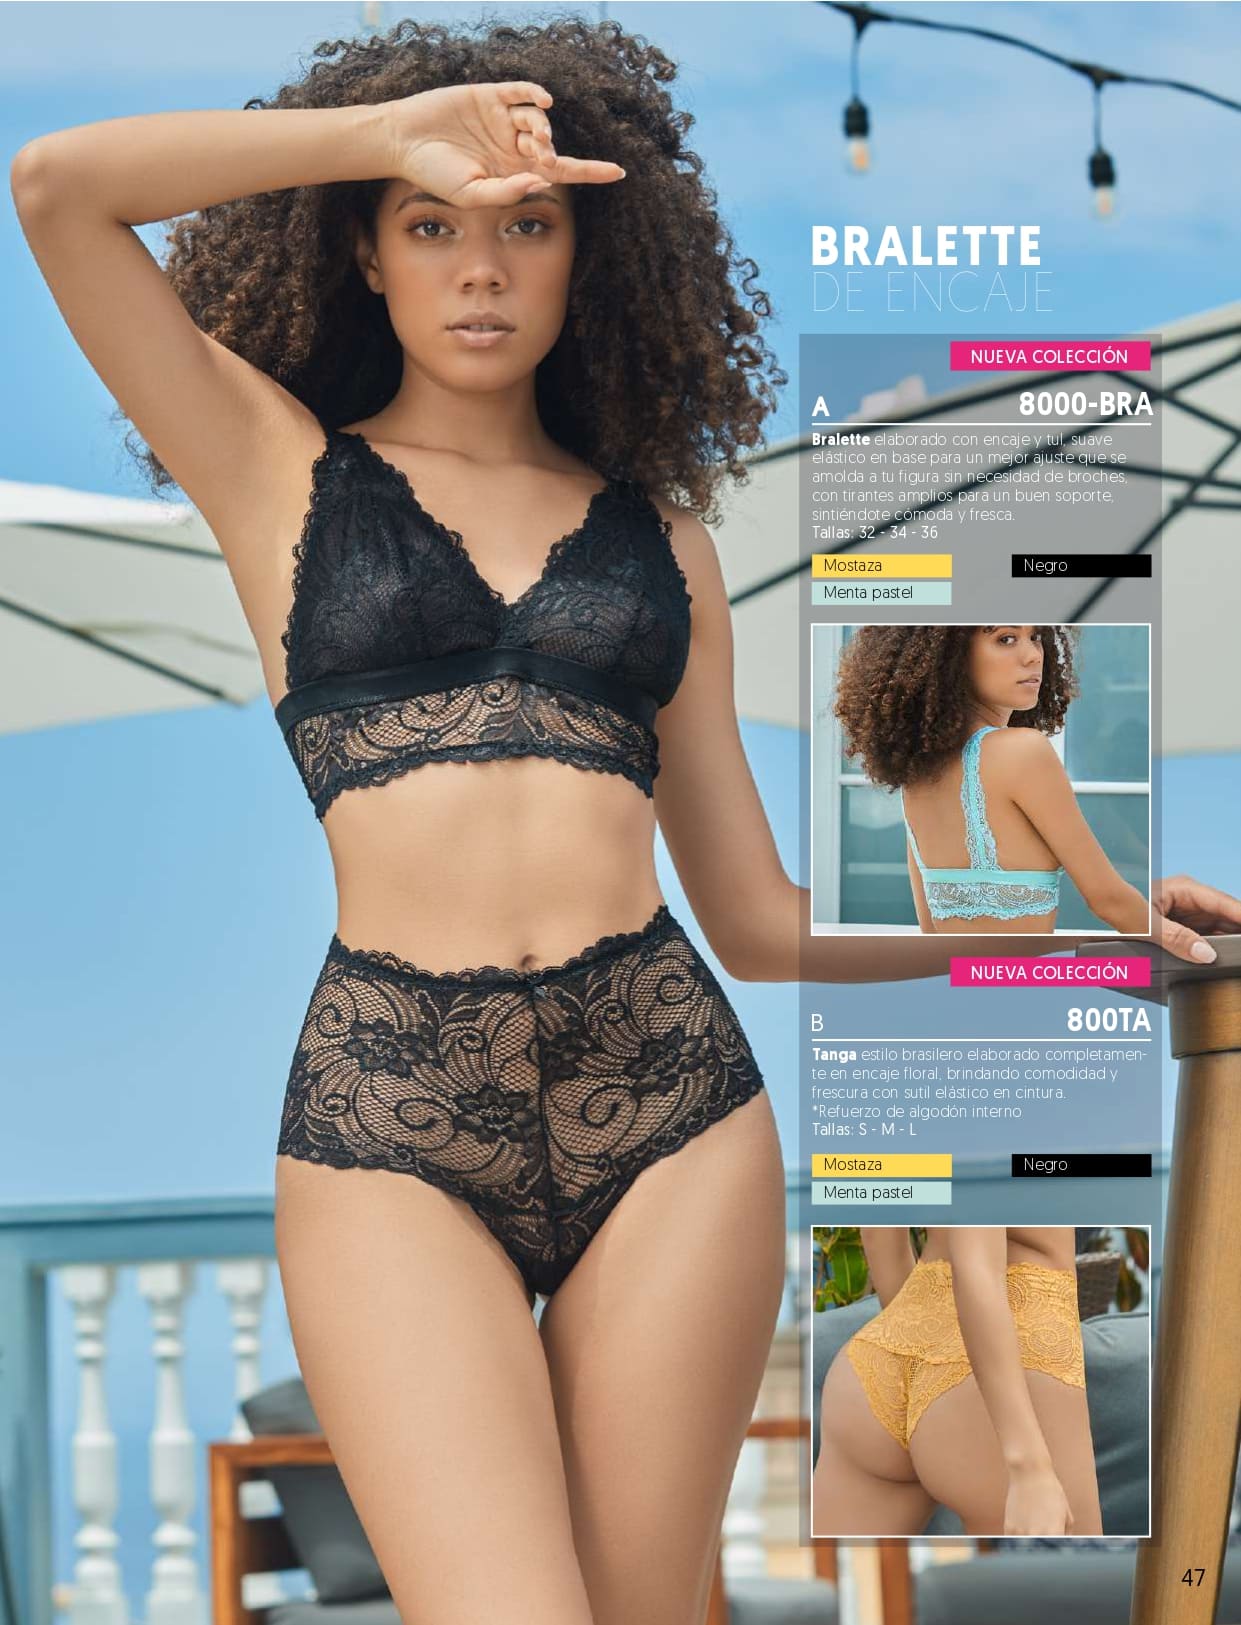 BRALETTE
DE ENCAJE
NUEVA COLECCIÓN
A 8000-BRA
Bralette elaborado con encaje y tul, suave
elástico en base para un mejor ajuste que se
amolda a tu figura sin necesidad de broches,
con tirantes amplios para un buen soporte,
sintiéndote cómoda y fresca.
Tallas: 32 - 34 - 36
Mostaza Negro
Menta pastel
NUEVA COLECCIÓN
B 800TA
Tanga estilo brasilero elaborado completamen-
te en encaje floral, brindando comodidad y
frescura con sutil elástico en cintura.
*Refuerzo de algodón interno
Tallas: S - M - L
Mostaza Negro
Menta pastel
47